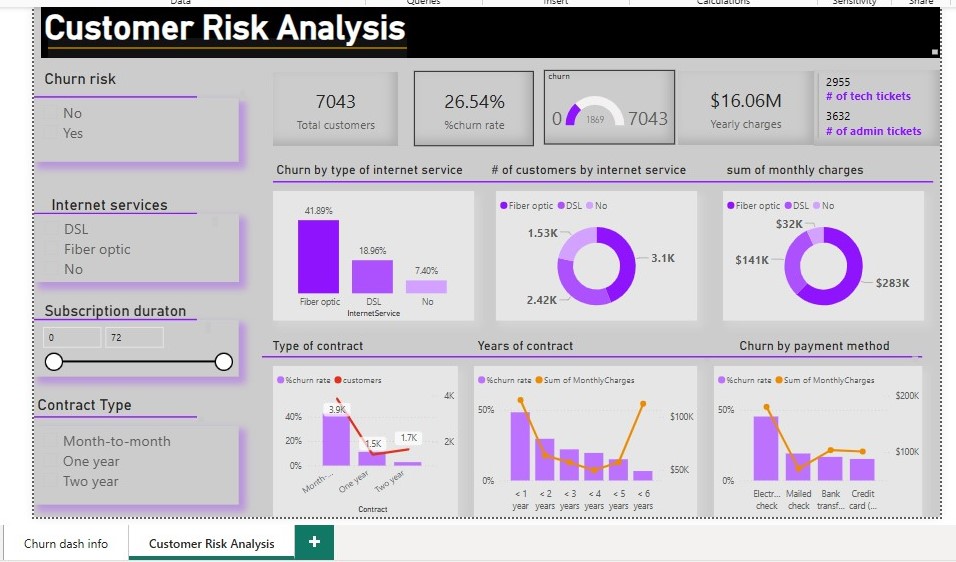 Data Queries Insert Calculations Sensitivity Share
Customer Risk Analysis
Churn risk
No
Yes
Internet services
DSL
Fiber optic
No
Subscription duraton
0 72
Contract Type
Month-to-month
One year
Two year
7043
Total customers
26.54%
%churn rate
churn
0 1869 7043
$16.06M
Yearly charges
2955
# of tech tickets
3632
# of admin tickets
Churn by type of internet service
41.89%
18.96%
7.40%
Fiber optic DSL No
InternetService
# of customers by internet service
Fiber optic DSL No
1.53K
3.1K
2.42K
sum of monthly charges
Fiber optic DSL No
$32K
$141K
$283K
Type of contract
%churn rate customers
40%
20%
0%
3.9K
1.5K
1.7K
4K
2K
Month-... One year Two year
Contract
Years of contract
%churn rate Sum of MonthlyCharges
50%
0%
$100K
$50K
< 1 < 2 < 3 < 4 < 5 < 6
year years years years years years
Churn by payment method
%churn rate Sum of MonthlyCharges
50%
0%
$200K
$100K
Electr... Mailed Bank Credit
check check transf... card (...
Churn dash info Customer Risk Analysis +